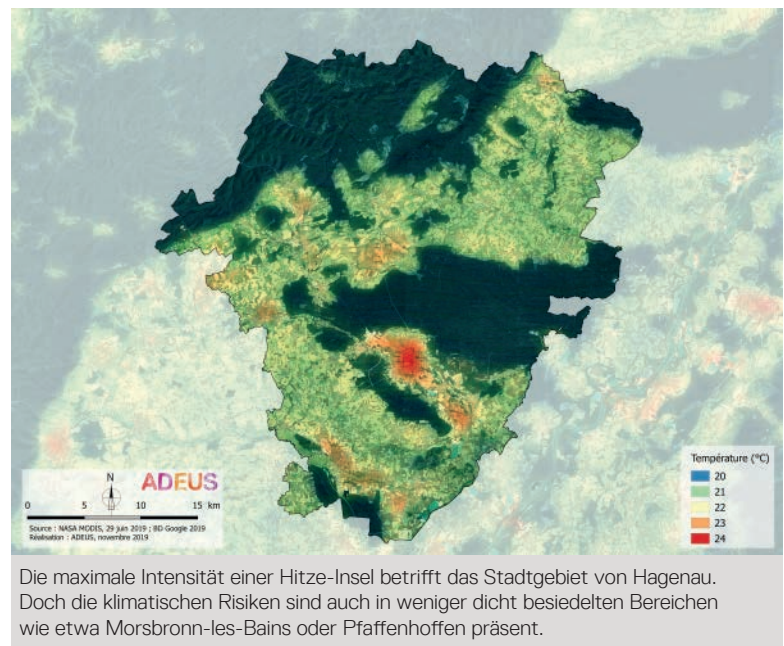 N
ADEUS
0 5 10 15 km
Source : NASA MODIS, 29 juin 2019 ; BD Google 2019
Réalisation : ADEUS, novembre 2019
Température (°C)
20
21
22
23
24
Die maximale Intensität einer Hitze-Insel betrifft das Stadtgebiet von Hagenau.
Doch die klimatischen Risiken sind auch in weniger dicht besiedelten Bereichen
wie etwa Morsbronn-les-Bains oder Pfaffenhoffen präsent.